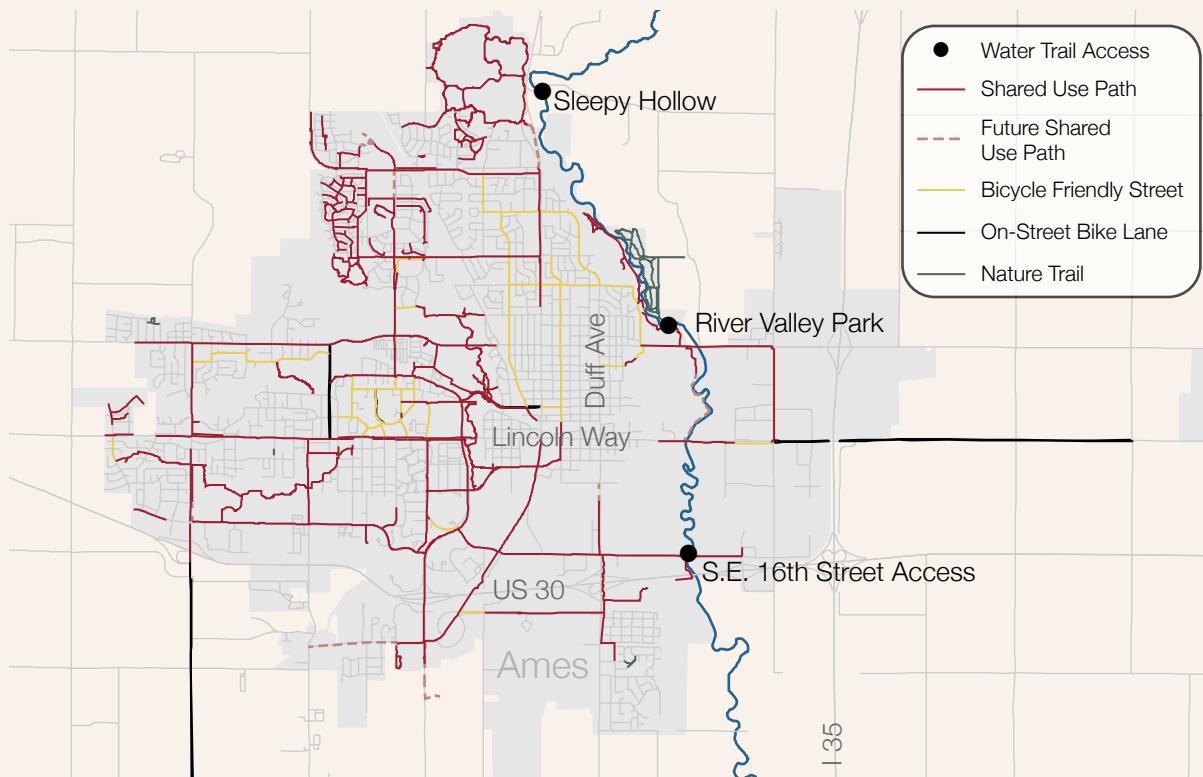 Water Trail Access
Shared Use Path
Future Shared
Use Path
Bicycle Friendly Street
On-Street Bike Lane
Nature Trail
Sleepy Hollow
River Valley Park
Duff Ave
Lincoln Way
S.E. 16th Street Access
US 30
Ames
I 35